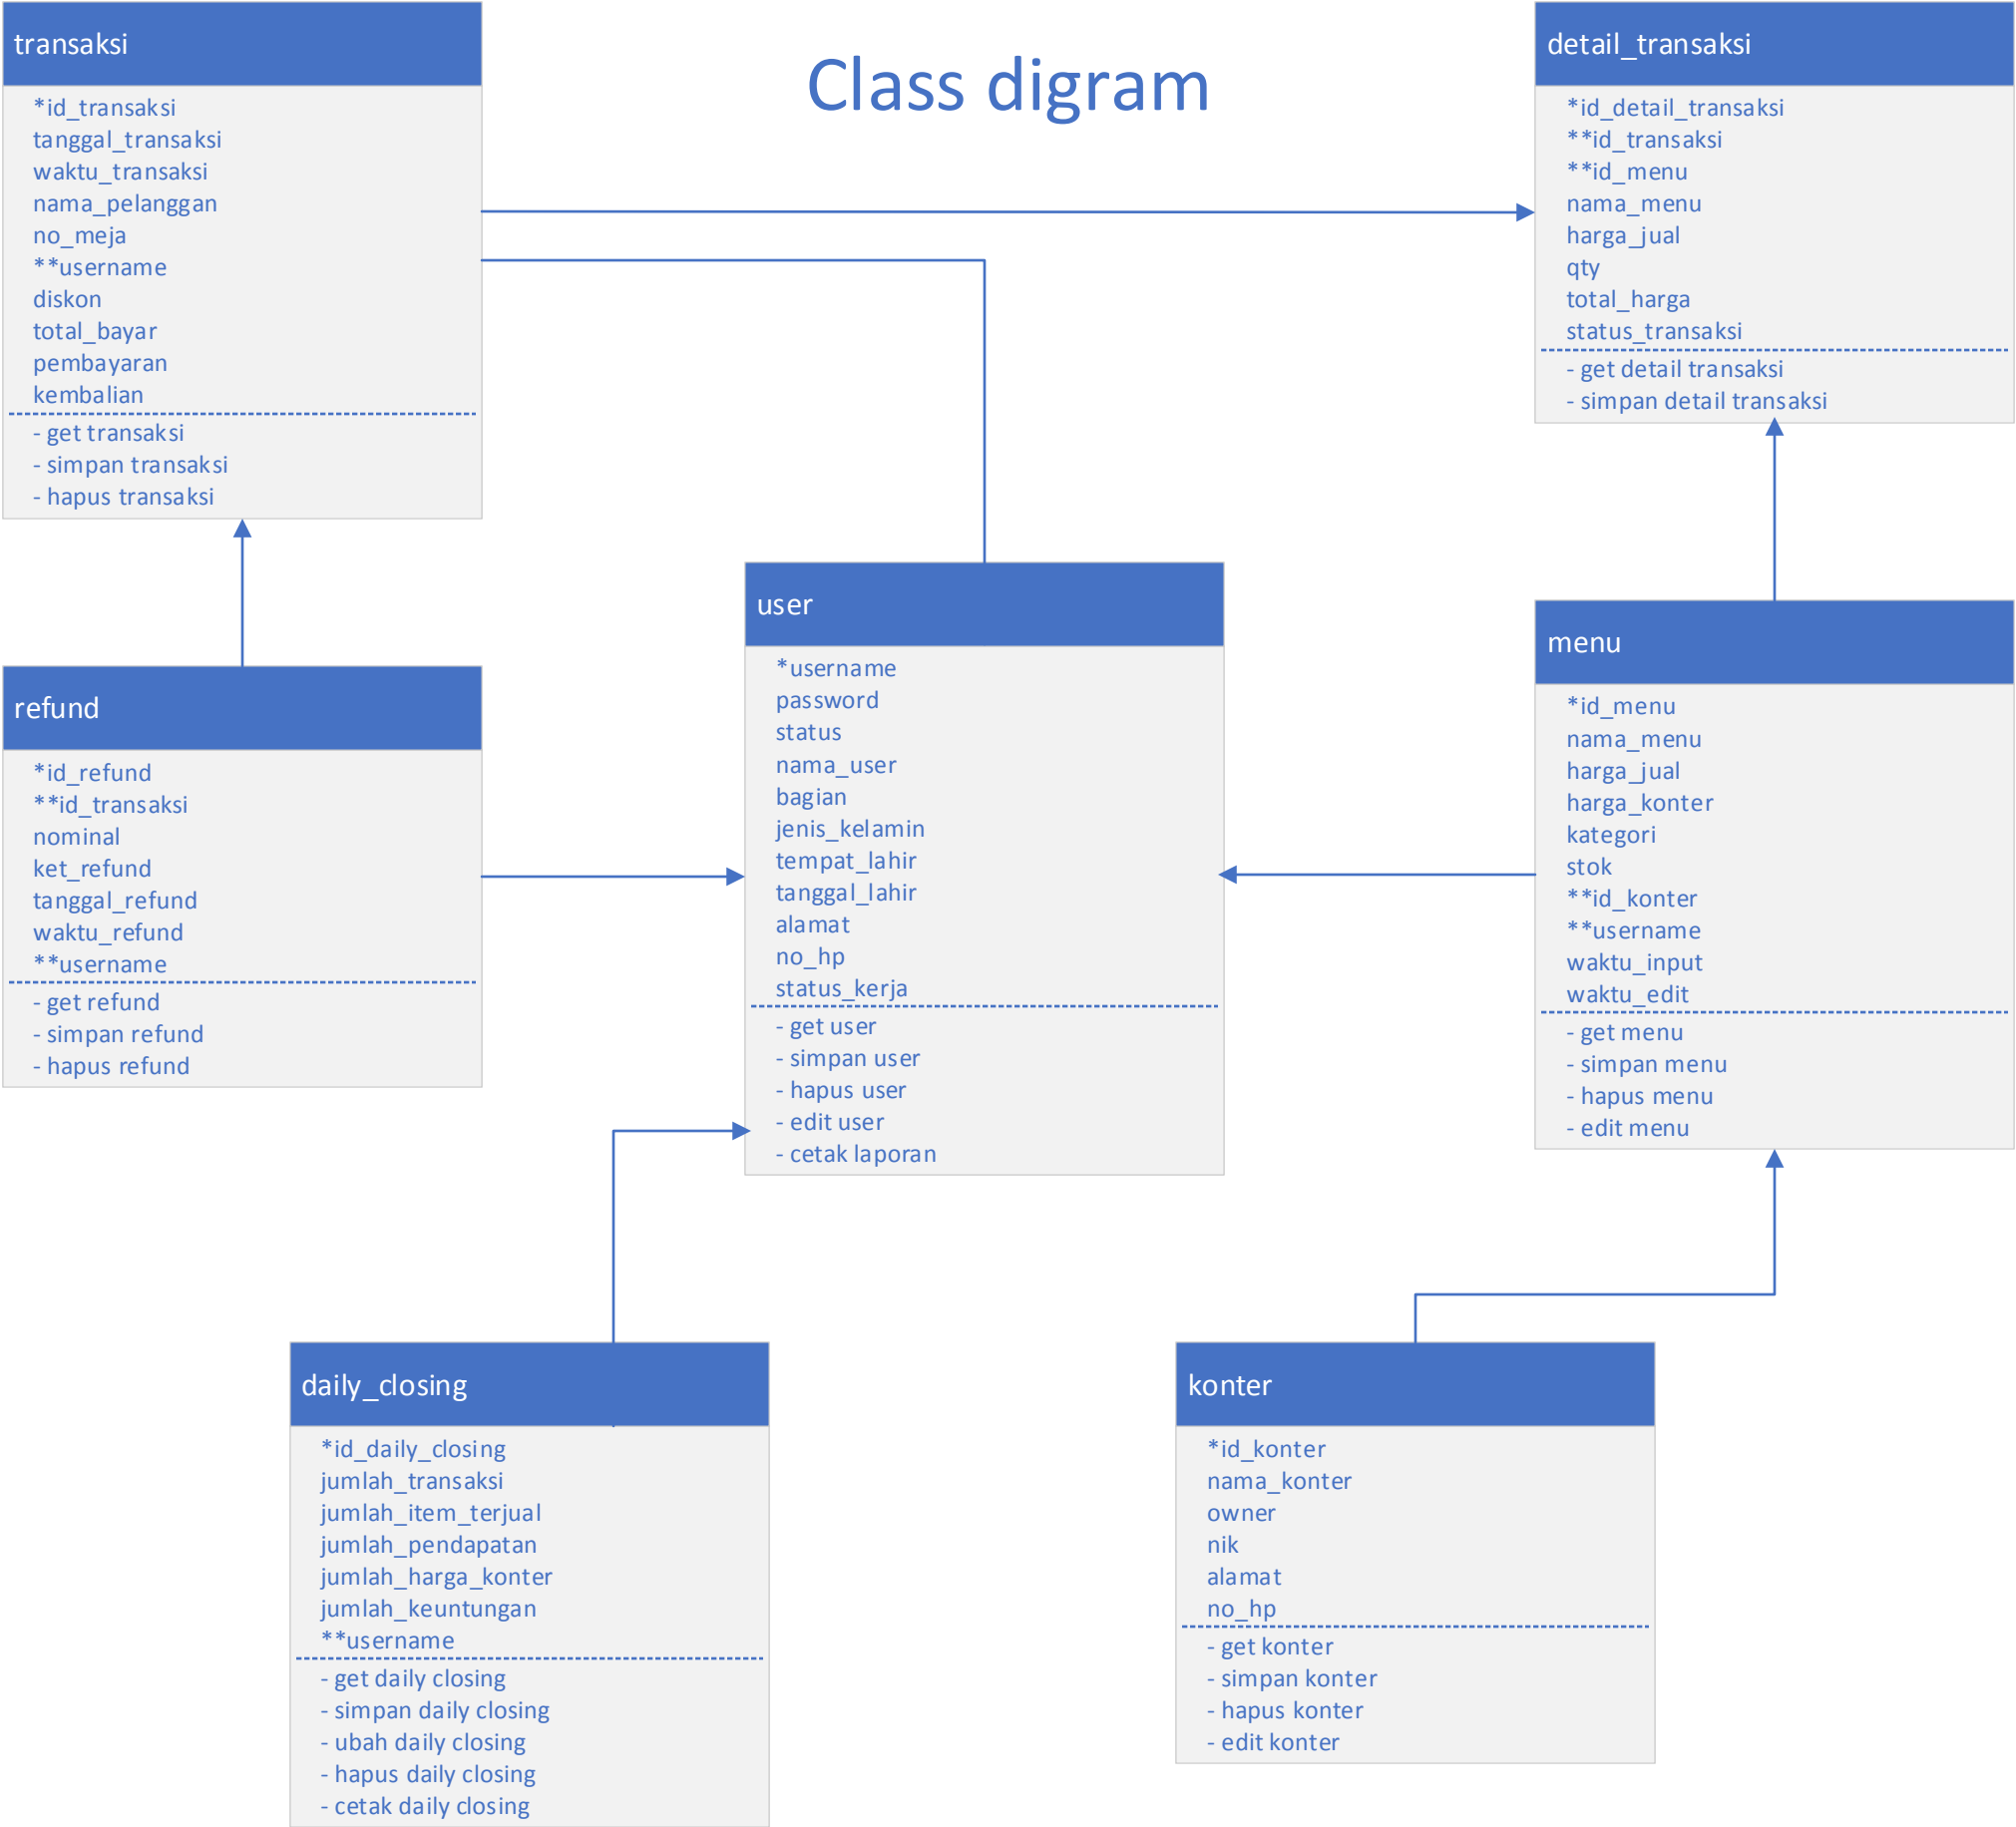 Class digram
transaksi
*id_transaksi
tanggal_transaksi
waktu_transaksi
nama_pelanggan
no_meja
**username
diskon
total_bayar
pembayaran
kembalian
- get transaksi
- simpan transaksi
- hapus transaksi
detail_transaksi
*id_detail_transaksi
**id_transaksi
**id_menu
nama_menu
harga_jual
qty
total_harga
status_transaksi
- get detail transaksi
- simpan detail transaksi
refund
*id_refund
**id_transaksi
nominal
ket_refund
tanggal_refund
waktu_refund
**username
- get refund
- simpan refund
- hapus refund
user
*username
password
status
nama_user
bagian
jenis_kelamin
tempat_lahir
tanggal_lahir
alamat
no_hp
status_kerja
- get user
- simpan user
- hapus user
- edit user
- cetak laporan
menu
*id_menu
nama_menu
harga_jual
harga_konter
kategori
stok
**id_konter
**username
waktu_input
waktu_edit
- get menu
- simpan menu
- hapus menu
- edit menu
daily_closing
*id_daily_closing
jumlah_transaksi
jumlah_item_terjual
jumlah_pendapatan
jumlah_harga_konter
jumlah_keuntungan
**username
- get daily closing
- simpan daily closing
- ubah daily closing
- hapus daily closing
- cetak daily closing
konter
*id_konter
nama_konter
owner
nik
alamat
no_hp
- get konter
- simpan konter
- hapus konter
- edit konter